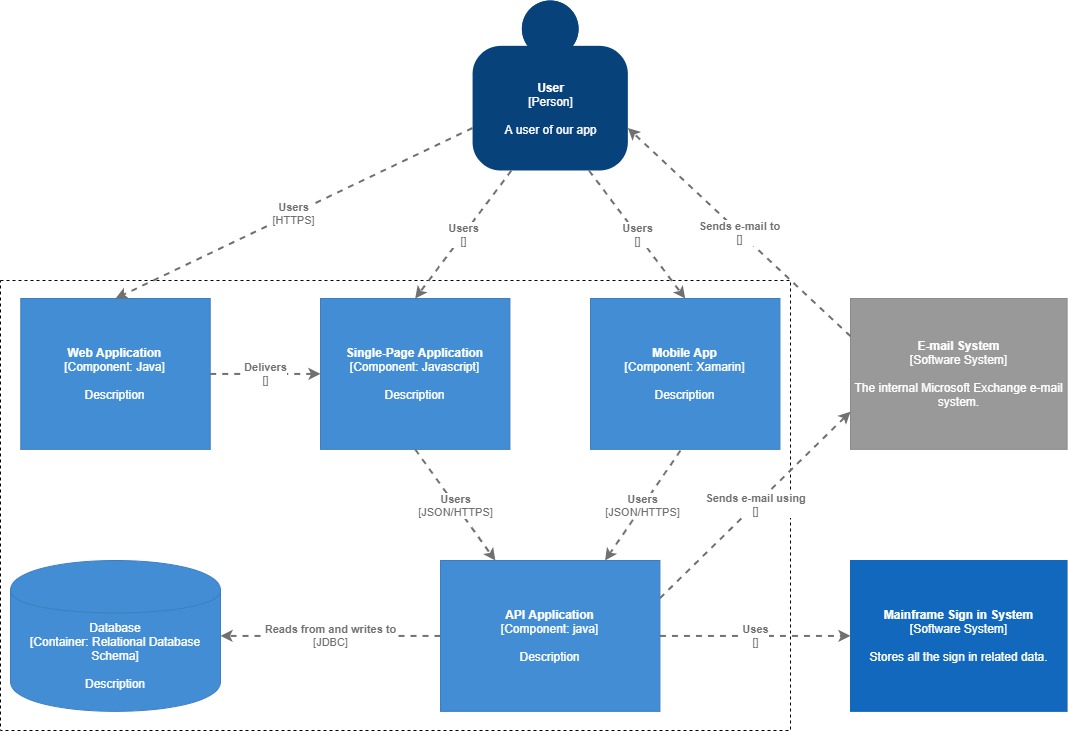 User
[Person]
A user of our app
Users
[HTTPS]
Users
[]
Users
[]
Sends e-mail to
[]
Web Application
[Component: Java]
Description
Delivers
[]
Single-Page Application
[Component: Javascript]
Description
Mobile App
[Component: Xamarin]
Description
E-mail System
[Software System]
The internal Microsoft Exchange e-mail
system.
Users
[JSON/HTTPS]
Users
[JSON/HTTPS]
Sends e-mail using
[]
Database
[Container: Relational Database
Schema]
Description
Reads from and writes to
[JDBC]
API Application
[Component: java]
Description
Uses
[]
Mainframe Sign in System
[Software System]
Stores all the sign in related data.